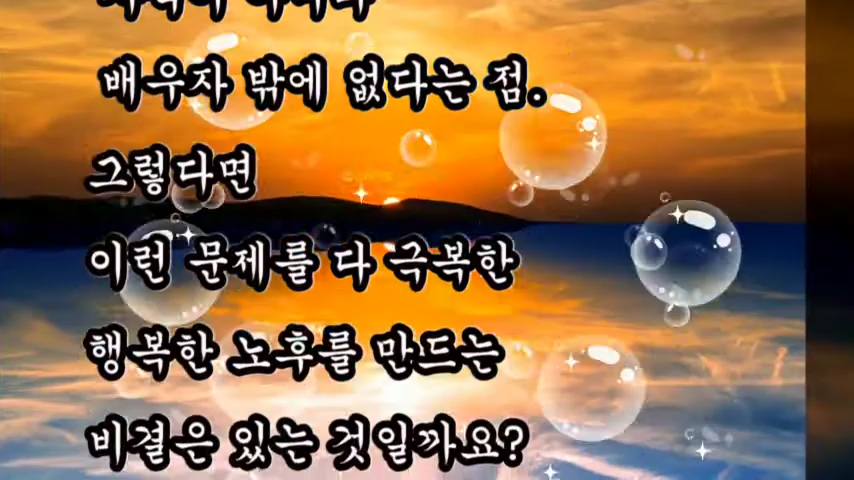 배우자 밖에 없다는 점.
그렇다면
이런 문제를 다 극복한
행복한 노후를 만드는
비결은 있는 것일까요?